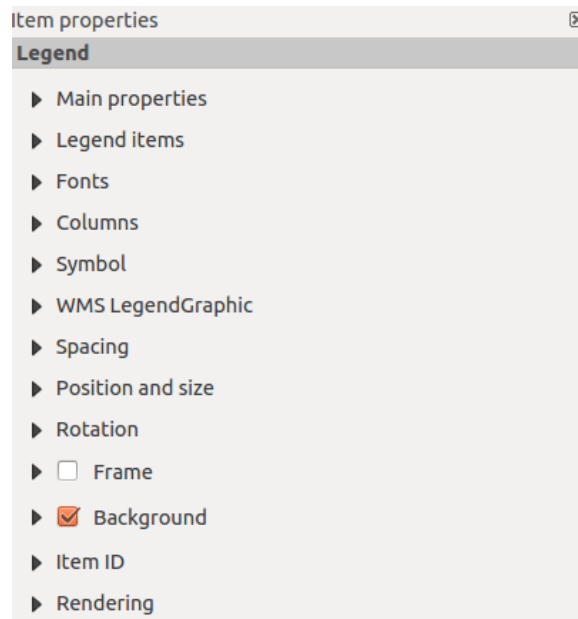 Item properties
Legend
Main properties
Legend items
Fonts
Columns
Symbol
WMS LegendGraphic
Spacing
Position and size
Rotation
Frame
Background
Item ID
Rendering